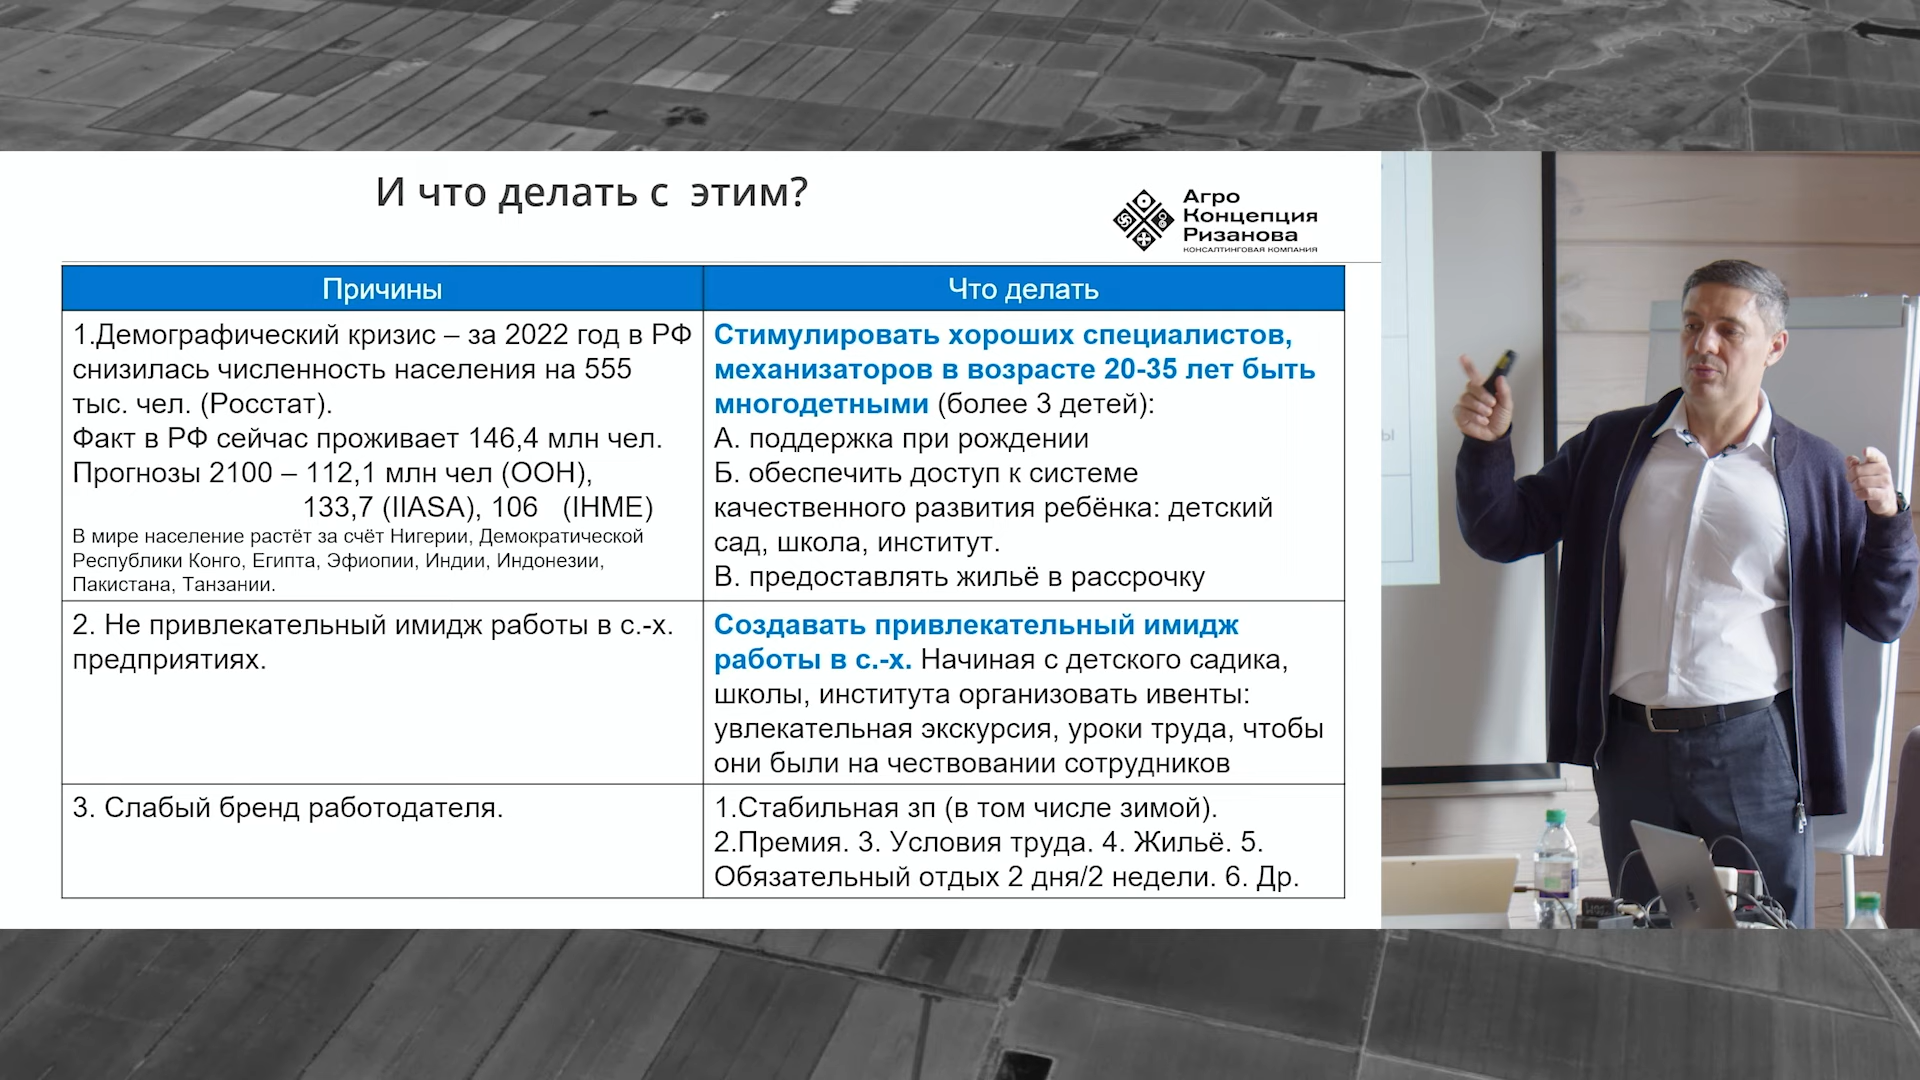 И что делать с этим?
Агро
Концепция
Ризанова
КОНСАЛТИНГОВАЯ КОМПАНИЯ
Причины
Что делать
1.Демографический кризис – за 2022 год в РФ
снизилась численность населения на 555
тыс. чел. (Росстат).
Факт в РФ сейчас проживает 146,4 млн чел.
Прогнозы 2100 – 112,1 млн чел (ООН),
133,7 (IIASA), 106 (IHME)
В мире население растёт за счёт Нигерии, Демократической
Республики Конго, Египта, Эфиопии, Индии, Индонезии,
Пакистана, Танзании.
Стимулировать хороших специалистов,
механизаторов в возрасте 20-35 лет быть
многодетными (более 3 детей):
А. поддержка при рождении
Б. обеспечить доступ к системе
качественного развития ребёнка: детский
сад, школа, институт.
В. предоставлять жильё в рассрочку
2. Не привлекательный имидж работы в с.-х.
предприятиях.
Создавать привлекательный имидж
работы в с.-х. Начиная с детского садика,
школы, института организовать ивенты:
увлекательная экскурсия, уроки труда, чтобы
они были на чествовании сотрудников
3. Слабый бренд работодателя.
1.Стабильная зп (в том числе зимой).
2.Премия. 3. Условия труда. 4. Жильё. 5.
Обязательный отдых 2 дня/2 недели. 6. Др.